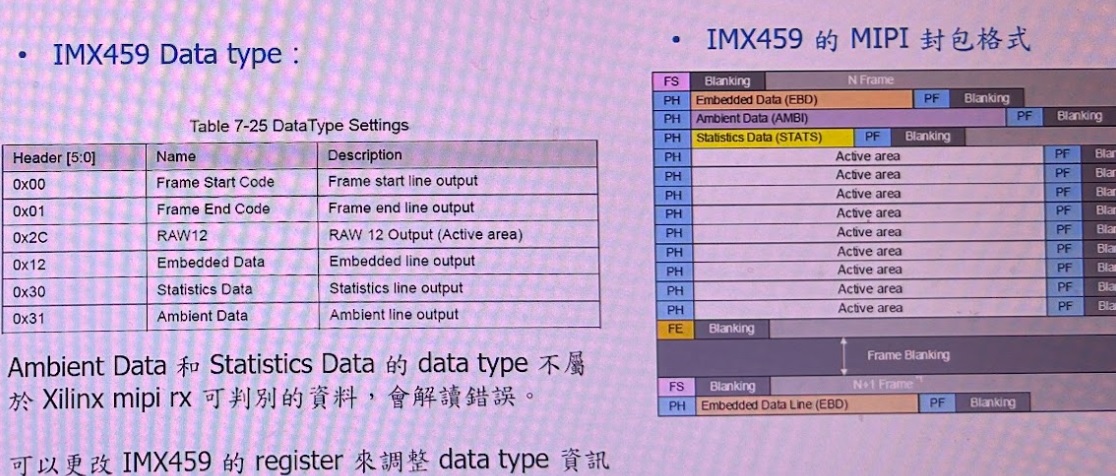 • IMX459 Data type：
Table 7-25 DataType Settings
Header [5:0] Name Description
0x00 Frame Start Code Frame start line output
0x01 Frame End Code Frame end line output
0x2C RAW12 RAW 12 Output (Active area)
0x12 Embedded Data Embedded line output
0x30 Statistics Data Statistics line output
0x31 Ambient Data Ambient line output
Ambient Data 和 Statistics Data 的 data type 不屬
於 Xilinx mipi rx 可判別的資料，會解讀錯誤。
可以更改 IMX459 的 register 來調整 data type 資訊
• IMX459 的 MIPI 封包格式
FS Blanking N Frame
PH Embedded Data (EBD) PF Blanking
PH Ambient Data (AMBI) PF Blanking
PH Statistics Data (STATS) PF Blanking
PH Active area PF Blar
PH Active area PF Blar
PH Active area PF Blar
PH Active area PF Blar
PH Active area PF Blar
PH Active area PF Blar
PH Active area PF Bla
PH Active area PF Bla
PH Active area PF Bla
FE Blanking
Frame Blanking
FS Blanking N+1 Frame
PH Embedded Data Line (EBD) PF Blanking